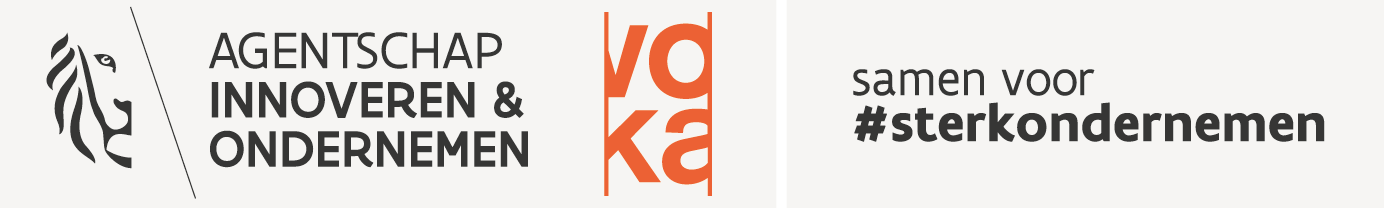 AGENTSCHAP
INNOVEREN &
ONDERNEMEN
vo
ka
samen voor
#sterkondernemen